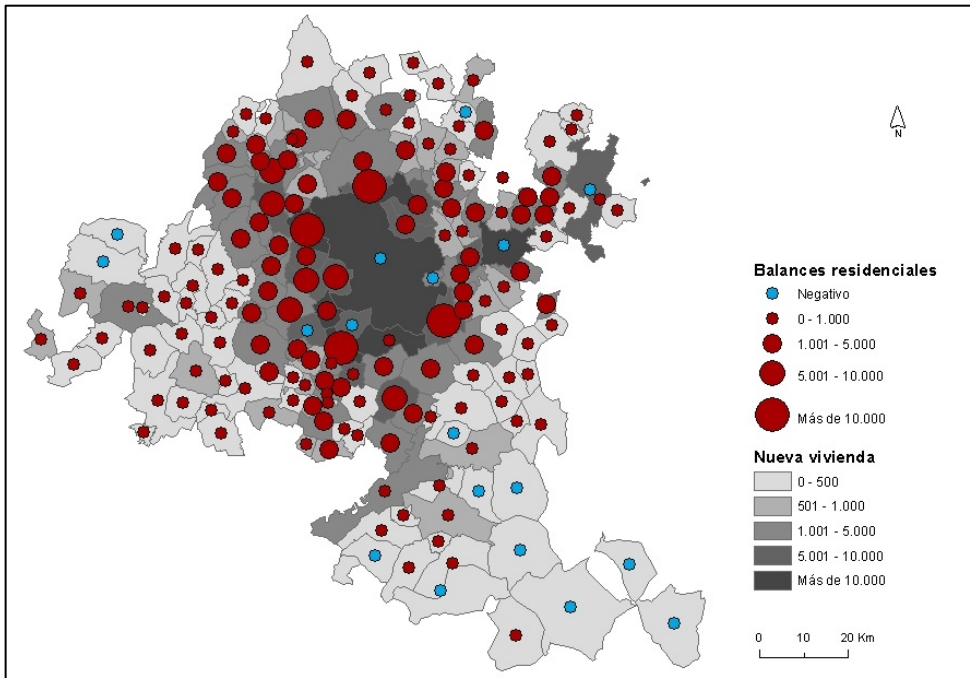 N
Balances residenciales
Negativo
0 - 1.000
1.001 - 5.000
5.001 - 10.000
Más de 10.000
Nueva vivienda
0 - 500
501 - 1.000
1.001 - 5.000
5.001 - 10.000
Más de 10.000
0 10 20 Km